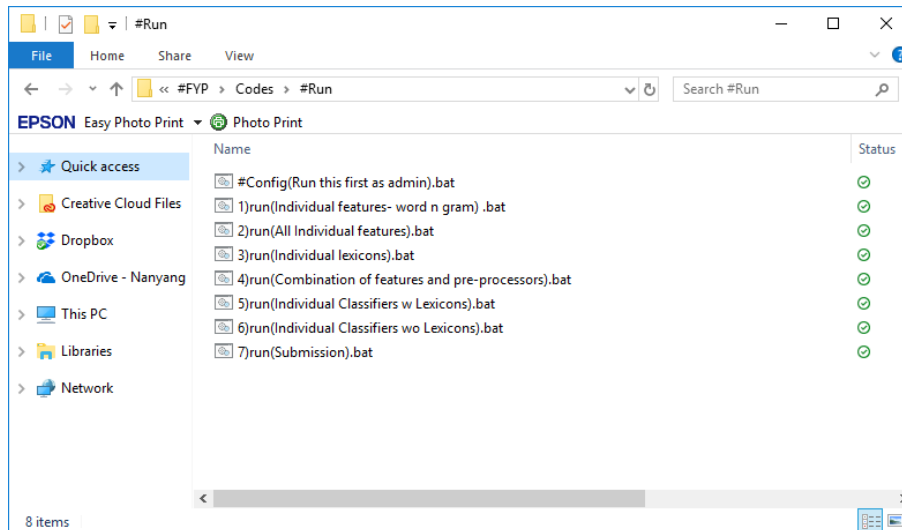 #Run
File Home Share View
« #FYP > Codes > #Run Search #Run
EPSON Easy Photo Print Photo Print
Name Status
Quick access
Creative Cloud Files
Dropbox
OneDrive - Nanyang
This PC
Libraries
Network
#Config(Run this first as admin).bat
1)run(Individual features- word n gram) .bat
2)run(All Individual features).bat
3)run(Individual lexicons).bat
4)run(Combination of features and pre-processors).bat
5)run(Individual Classifiers w Lexicons).bat
6)run(Individual Classifiers wo Lexicons).bat
7)run(Submission).bat
8 items